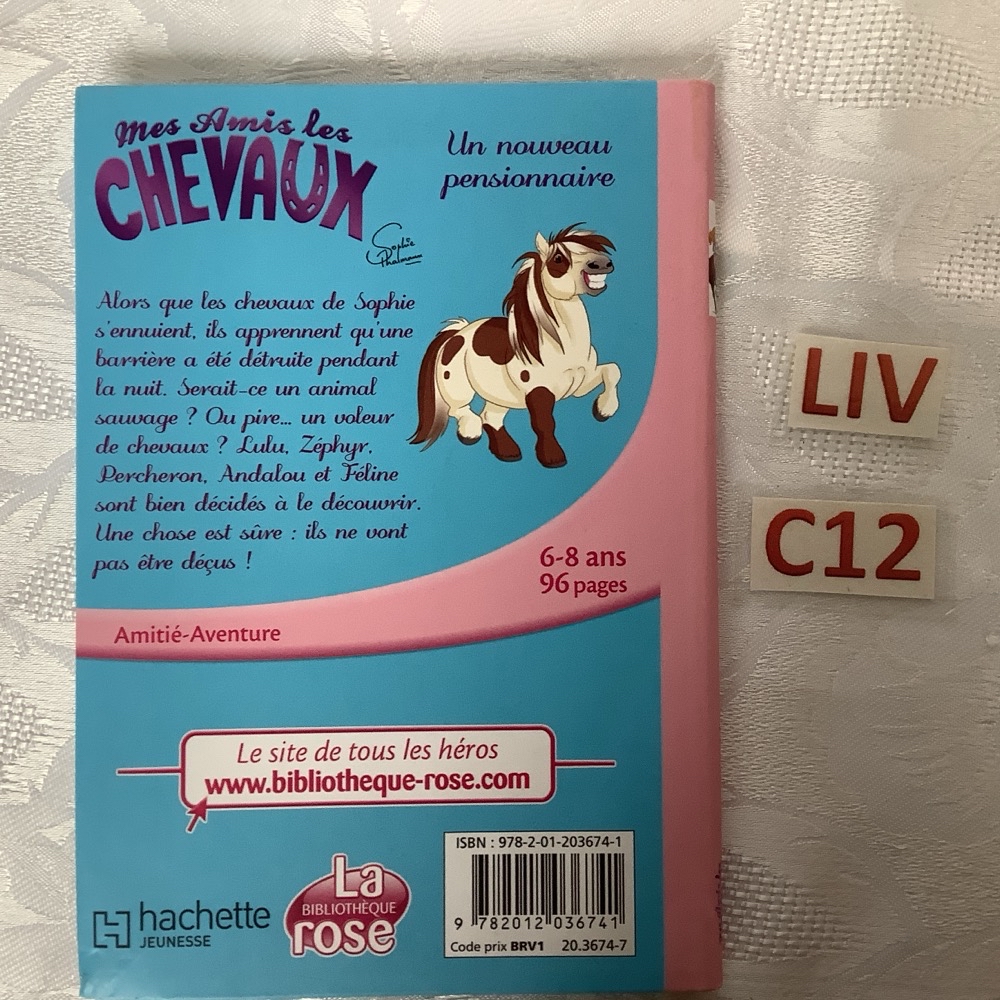 Mes Amis les
CHEVAUX
Sophie
Thalmann
Un nouveau
pensionnaire
Alors que les chevaux de Sophie
s'ennuient, ils apprennent qu'une
barrière a été détruite pendant
la nuit. Serait-ce un animal
sauvage ? Ou pire... un voleur
de chevaux ? Lulu, Zéphyr,
Percheron, Andalou et Féline
sont bien décidés à le découvrir.
Une chose est sûre : ils ne vont
pas être déçus !
6-8 ans
96 pages
Amitié-Aventure
Le site de tous les héros
www.bibliotheque-rose.com
hachette
JEUNESSE
La
BIBLIOTHÈQUE
rose
ISBN : 978-2-01-203674-1
9 782012 036741
Code prix BRV1 20.3674-7
LIV
C12